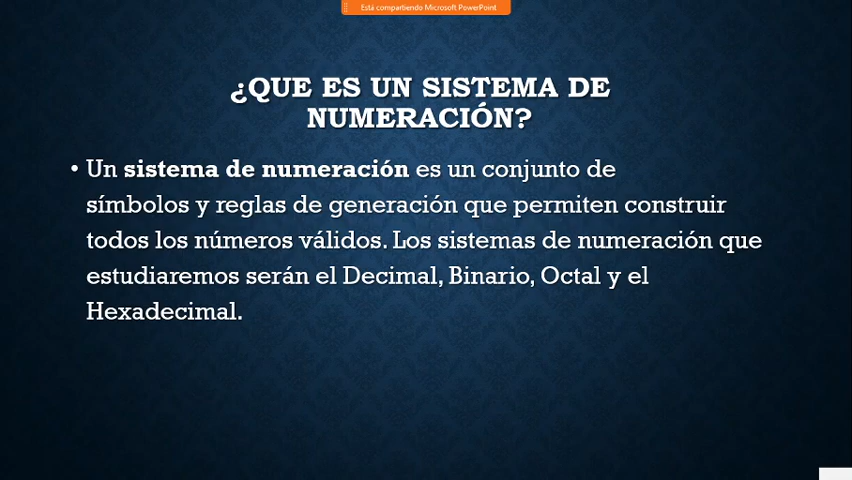 Está compartiendo Microsoft PowerPoint
¿QUE ES UN SISTEMA DE
NUMERACIÓN?
• Un sistema de numeración es un conjunto de
símbolos y reglas de generación que permiten construir
todos los números válidos. Los sistemas de numeración que
estudiaremos serán el Decimal, Binario, Octal y el
Hexadecimal.